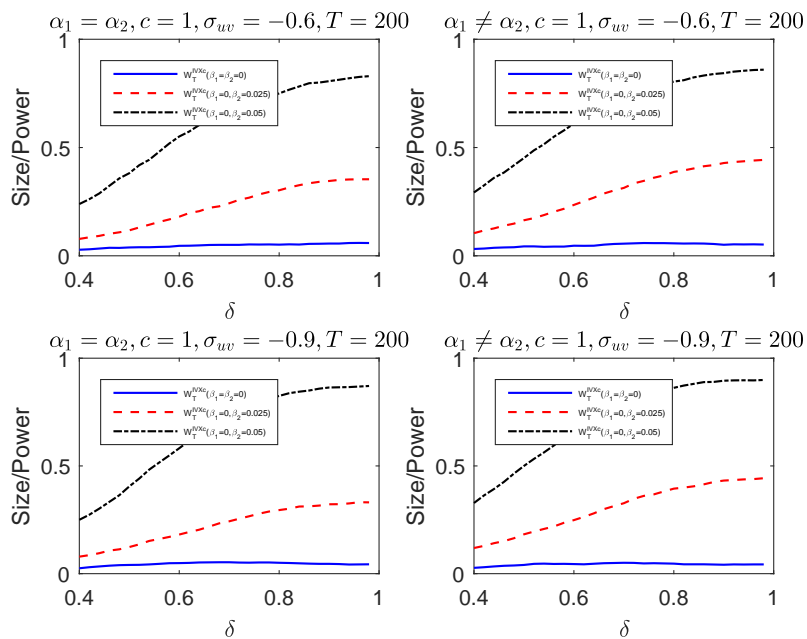 α₁ = α₂, c = 1, σᵤᵥ = −0.6, T = 200
1
W_T^{IVXc}(β₁=β₂=0)
W_T^{IVXc}(β₁=0,β₂=0.025)
W_T^{IVXc}(β₁=0,β₂=0.05)
0.5
Size/Power
0
0.4 0.6 0.8 1
δ
α₁ ≠ α₂, c = 1, σᵤᵥ = −0.6, T = 200
1
W_T^{IVXc}(β₁=β₂=0)
W_T^{IVXc}(β₁=0,β₂=0.025)
W_T^{IVXc}(β₁=0,β₂=0.05)
0.5
Size/Power
0
0.4 0.6 0.8 1
δ
α₁ = α₂, c = 1, σᵤᵥ = −0.9, T = 200
1
W_T^{IVXc}(β₁=β₂=0)
W_T^{IVXc}(β₁=0,β₂=0.025)
W_T^{IVXc}(β₁=0,β₂=0.05)
0.5
Size/Power
0
0.4 0.6 0.8 1
δ
α₁ ≠ α₂, c = 1, σᵤᵥ = −0.9, T = 200
1
W_T^{IVXc}(β₁=β₂=0)
W_T^{IVXc}(β₁=0,β₂=0.025)
W_T^{IVXc}(β₁=0,β₂=0.05)
0.5
Size/Power
0
0.4 0.6 0.8 1
δ